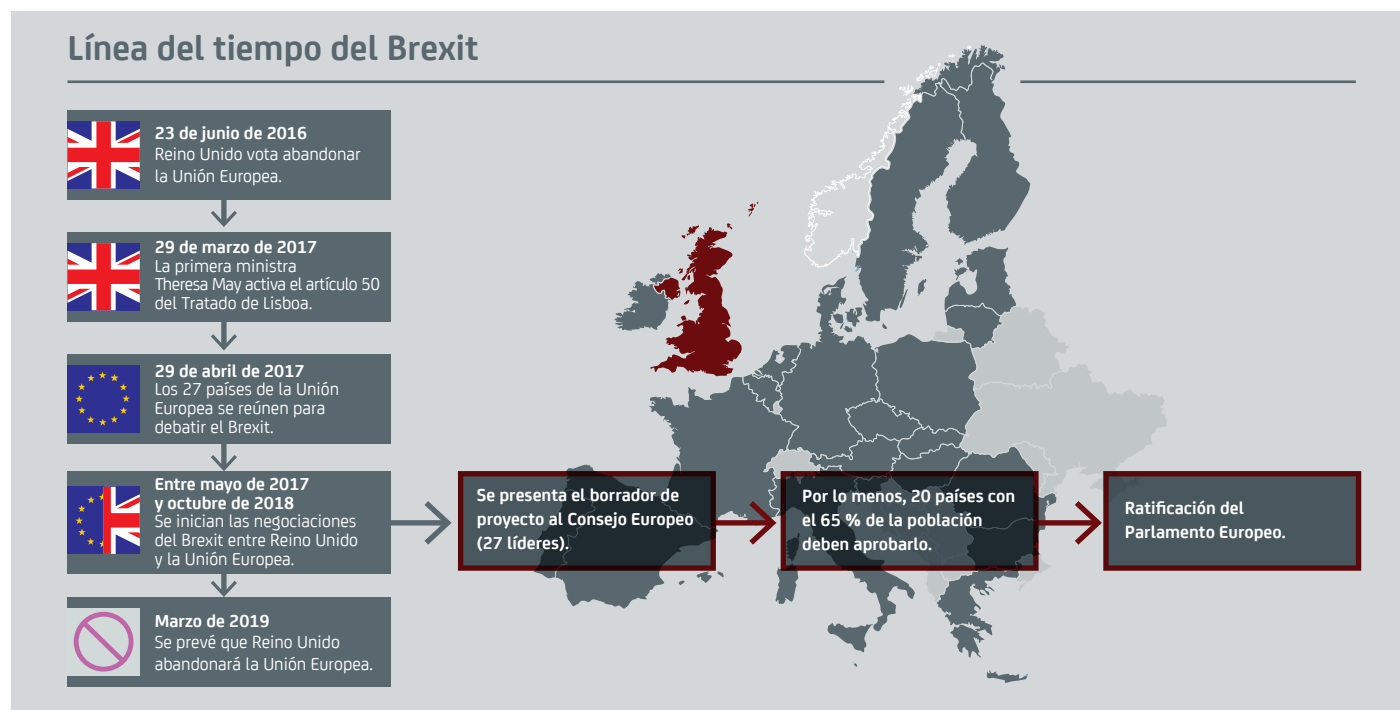 Línea del tiempo del Brexit
23 de junio de 2016
Reino Unido vota abandonar
la Unión Europea.
29 de marzo de 2017
La primera ministra
Theresa May activa el artículo 50
del Tratado de Lisboa.
29 de abril de 2017
Los 27 países de la Unión
Europea se reúnen para
debatir el Brexit.
Entre mayo de 2017
y octubre de 2018
Se inician las negociaciones
del Brexit entre Reino Unido
y la Unión Europea.
Se presenta el borrador de
proyecto al Consejo Europeo
(27 líderes).
Por lo menos, 20 países con
el 65 % de la población
deben aprobarlo.
Ratificación del
Parlamento Europeo.
Marzo de 2019
Se prevé que Reino Unido
abandonará la Unión Europea.